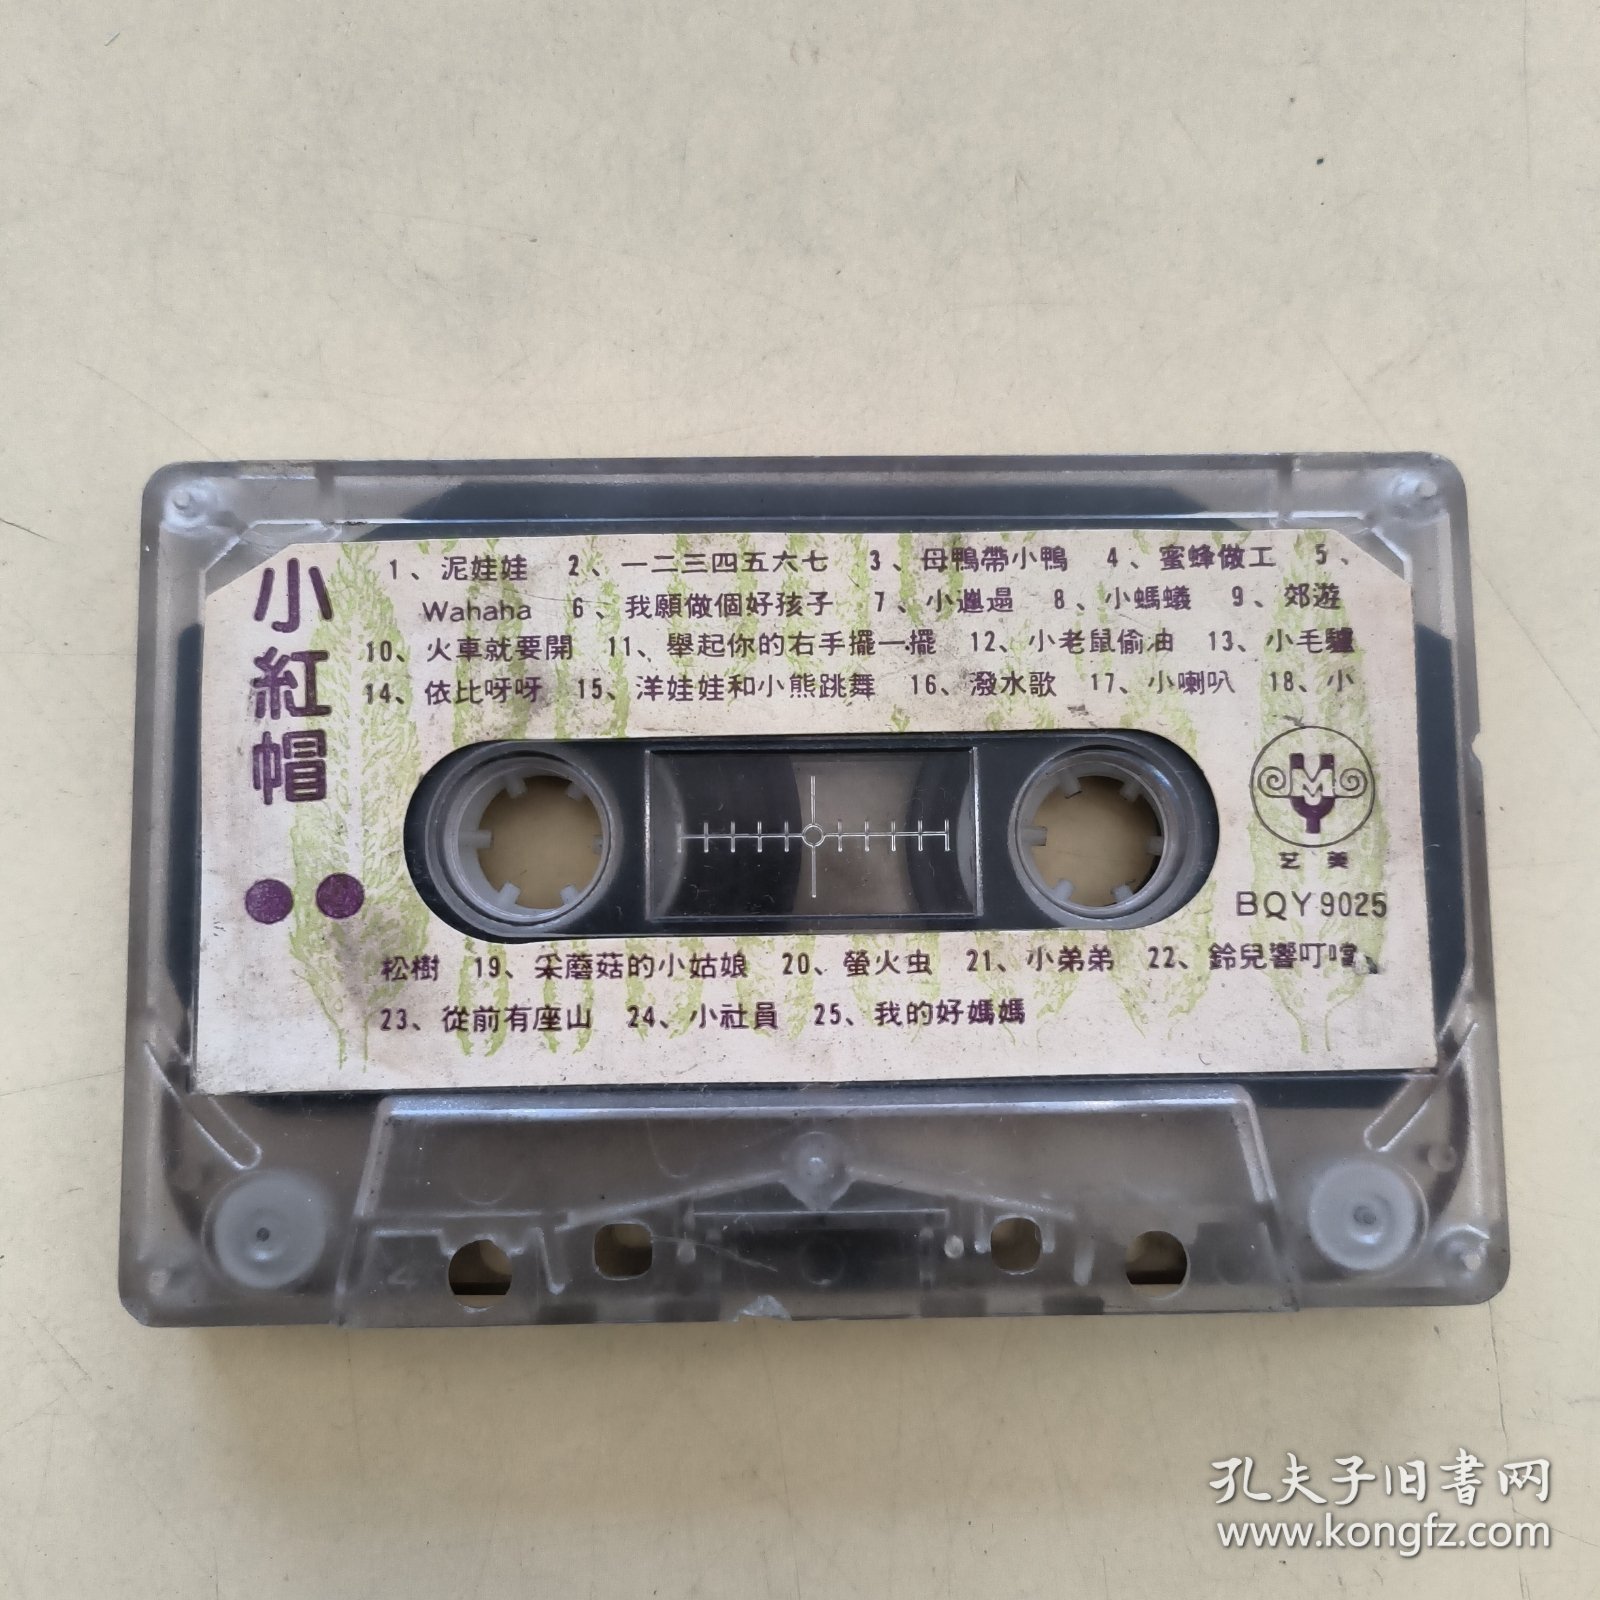 小紅帽
1、泥娃娃 2、一二三四五六七 3、母鴨帶小鴨 4、蜜蜂做工 5、
Wahaha 6、我願做個好孩子 7、小邋遢 8、小螞蟻 9、郊遊
10、火車就要開 11、舉起你的右手擺一擺 12、小老鼠偷油 13、小毛驢
14、依比呀呀 15、洋娃娃和小熊跳舞 16、潑水歌 17、小喇叭 18、小
MY
艺美
BQY9025
松樹 19、采蘑菇的小姑娘 20、螢火虫 21、小弟弟 22、鈴兒響叮噹、
23、從前有座山 24、小社員 25、我的好媽媽
4
孔夫子旧書网
www.kongfz.com